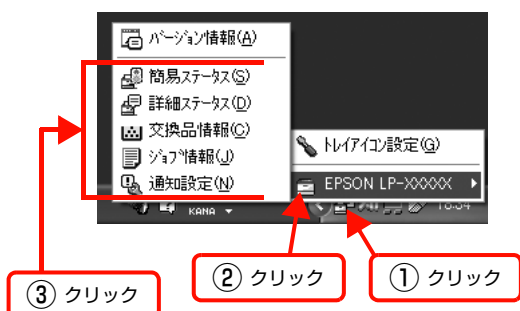 バージョン情報(A)
簡易ステータス(S)
詳細ステータス(D)
交換品情報(C)
ジョブ情報(J)
通知設定(N)
トレイアイコン設定(G)
EPSON LP-XXXXX
KANA
18:34
② クリック
① クリック
③ クリック